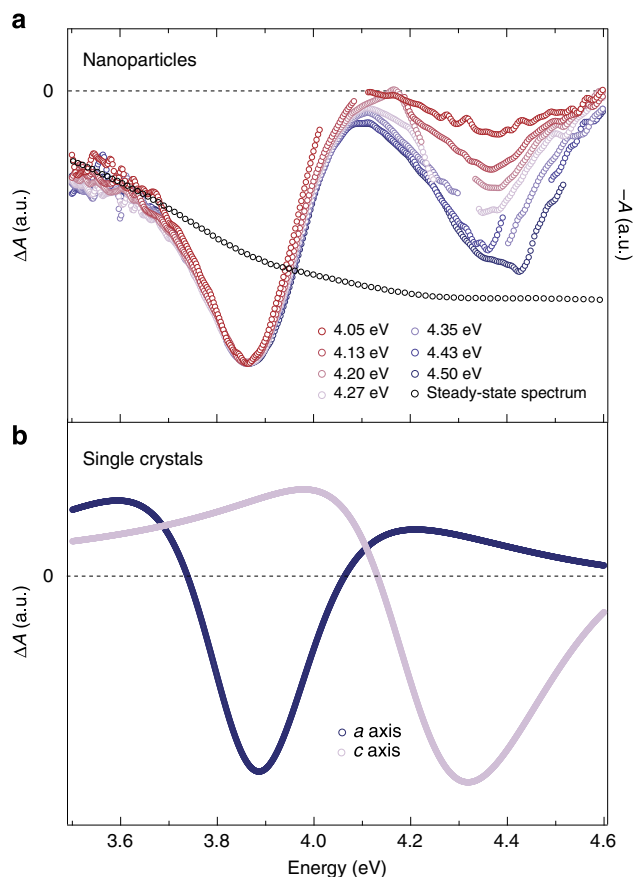 a
Nanoparticles
0
ΔA (a.u.)
–A (a.u.)
4.05 eV
4.13 eV
4.20 eV
4.27 eV
4.35 eV
4.43 eV
4.50 eV
Steady-state spectrum
b
Single crystals
0
ΔA (a.u.)
a axis
c axis
3.6 3.8 4.0 4.2 4.4 4.6
Energy (eV)